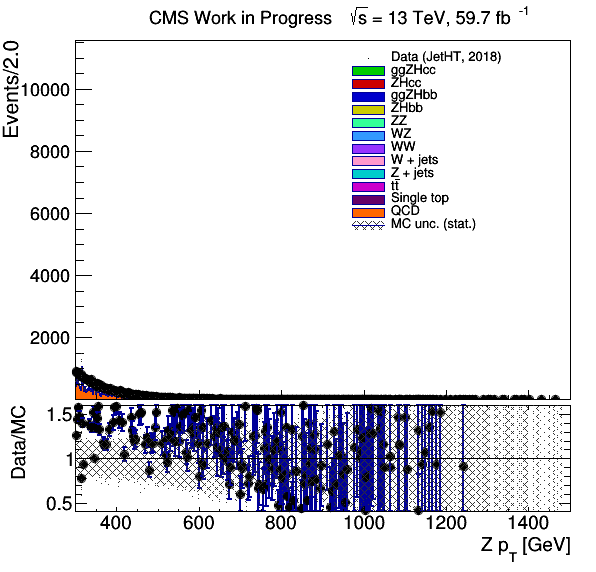 CMS Work in Progress √s = 13 TeV, 59.7 fb⁻¹
Events/2.0
10000
8000
6000
4000
2000
Data (JetHT, 2018)
ggZHcc
ZHcc
ggZHbb
ZHbb
ZZ
WZ
WW
W + jets
Z + jets
tt̄
Single top
QCD
MC unc. (stat.)
Data/MC
1.5
1
0.5
400 600 800 1000 1200 1400
Z p_T [GeV]